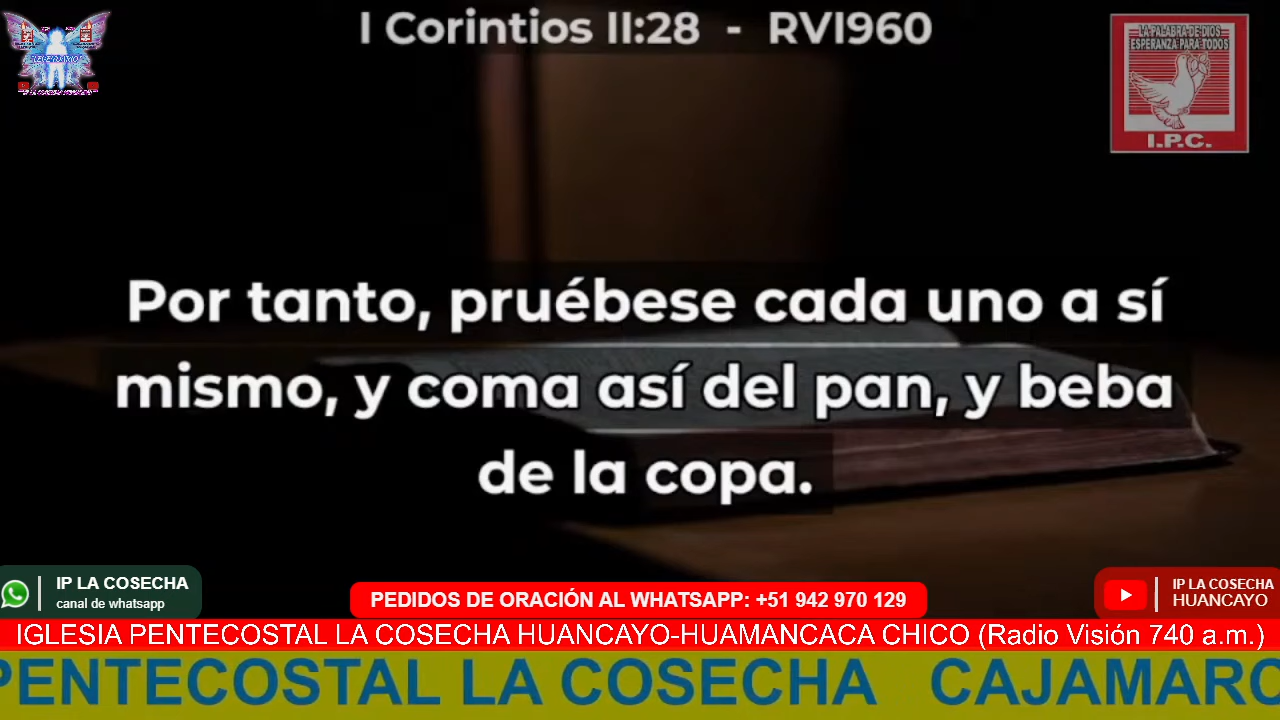 I Corintios II:28 - RVI960
LA PALABRA DE DIOS
ESPERANZA PARA TODOS
I.P.C.
Por tanto, pruébese cada uno a sí
mismo, y coma así del pan, y beba
de la copa.
IP LA COSECHA
canal de whatsapp
PEDIDOS DE ORACIÓN AL WHATSAPP: +51 942 970 129
IP LA COSECHA
HUANCAYO
IGLESIA PENTECOSTAL LA COSECHA HUANCAYO-HUAMANCACA CHICO (Radio Visión 740 a.m.)
PENTECOSTAL LA COSECHA CAJAMARC